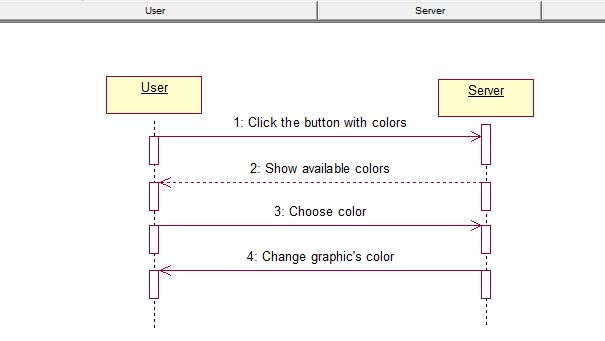 User Server
User
Server
1: Click the button with colors
2: Show available colors
3: Choose color
4: Change graphic's color